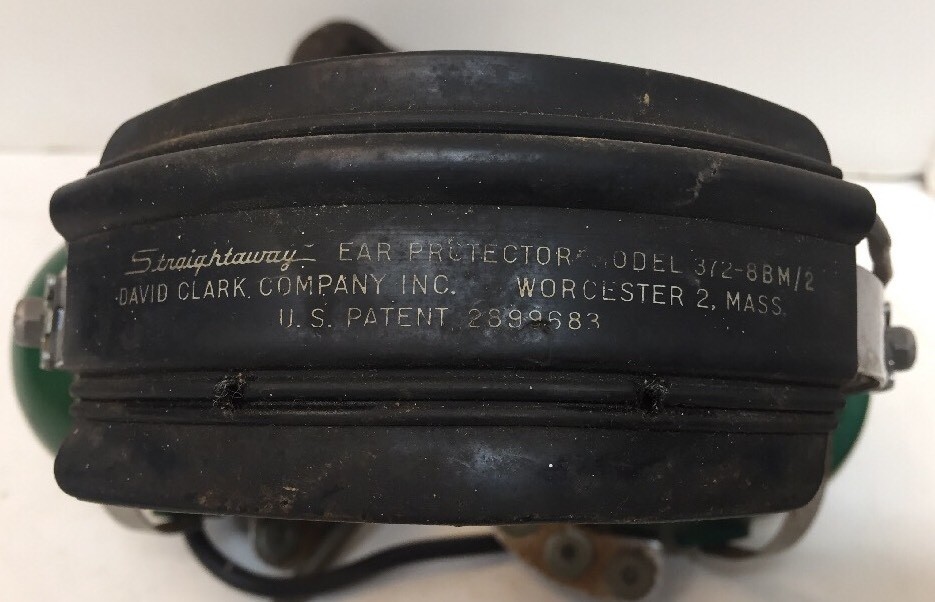 Straightaway EAR PROTECTOR MODEL 372-8BM/2
DAVID CLARK COMPANY INC. WORCESTER 2, MASS.
U.S. PATENT 2899683